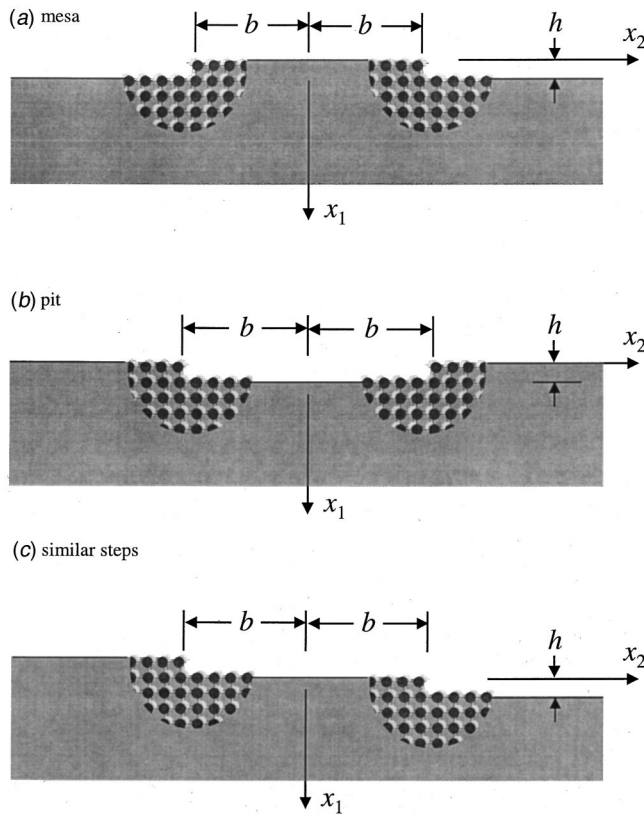 (a) mesa
b b
h
x2
x1
(b) pit
b b
h
x2
x1
(c) similar steps
b b
h
x2
x1